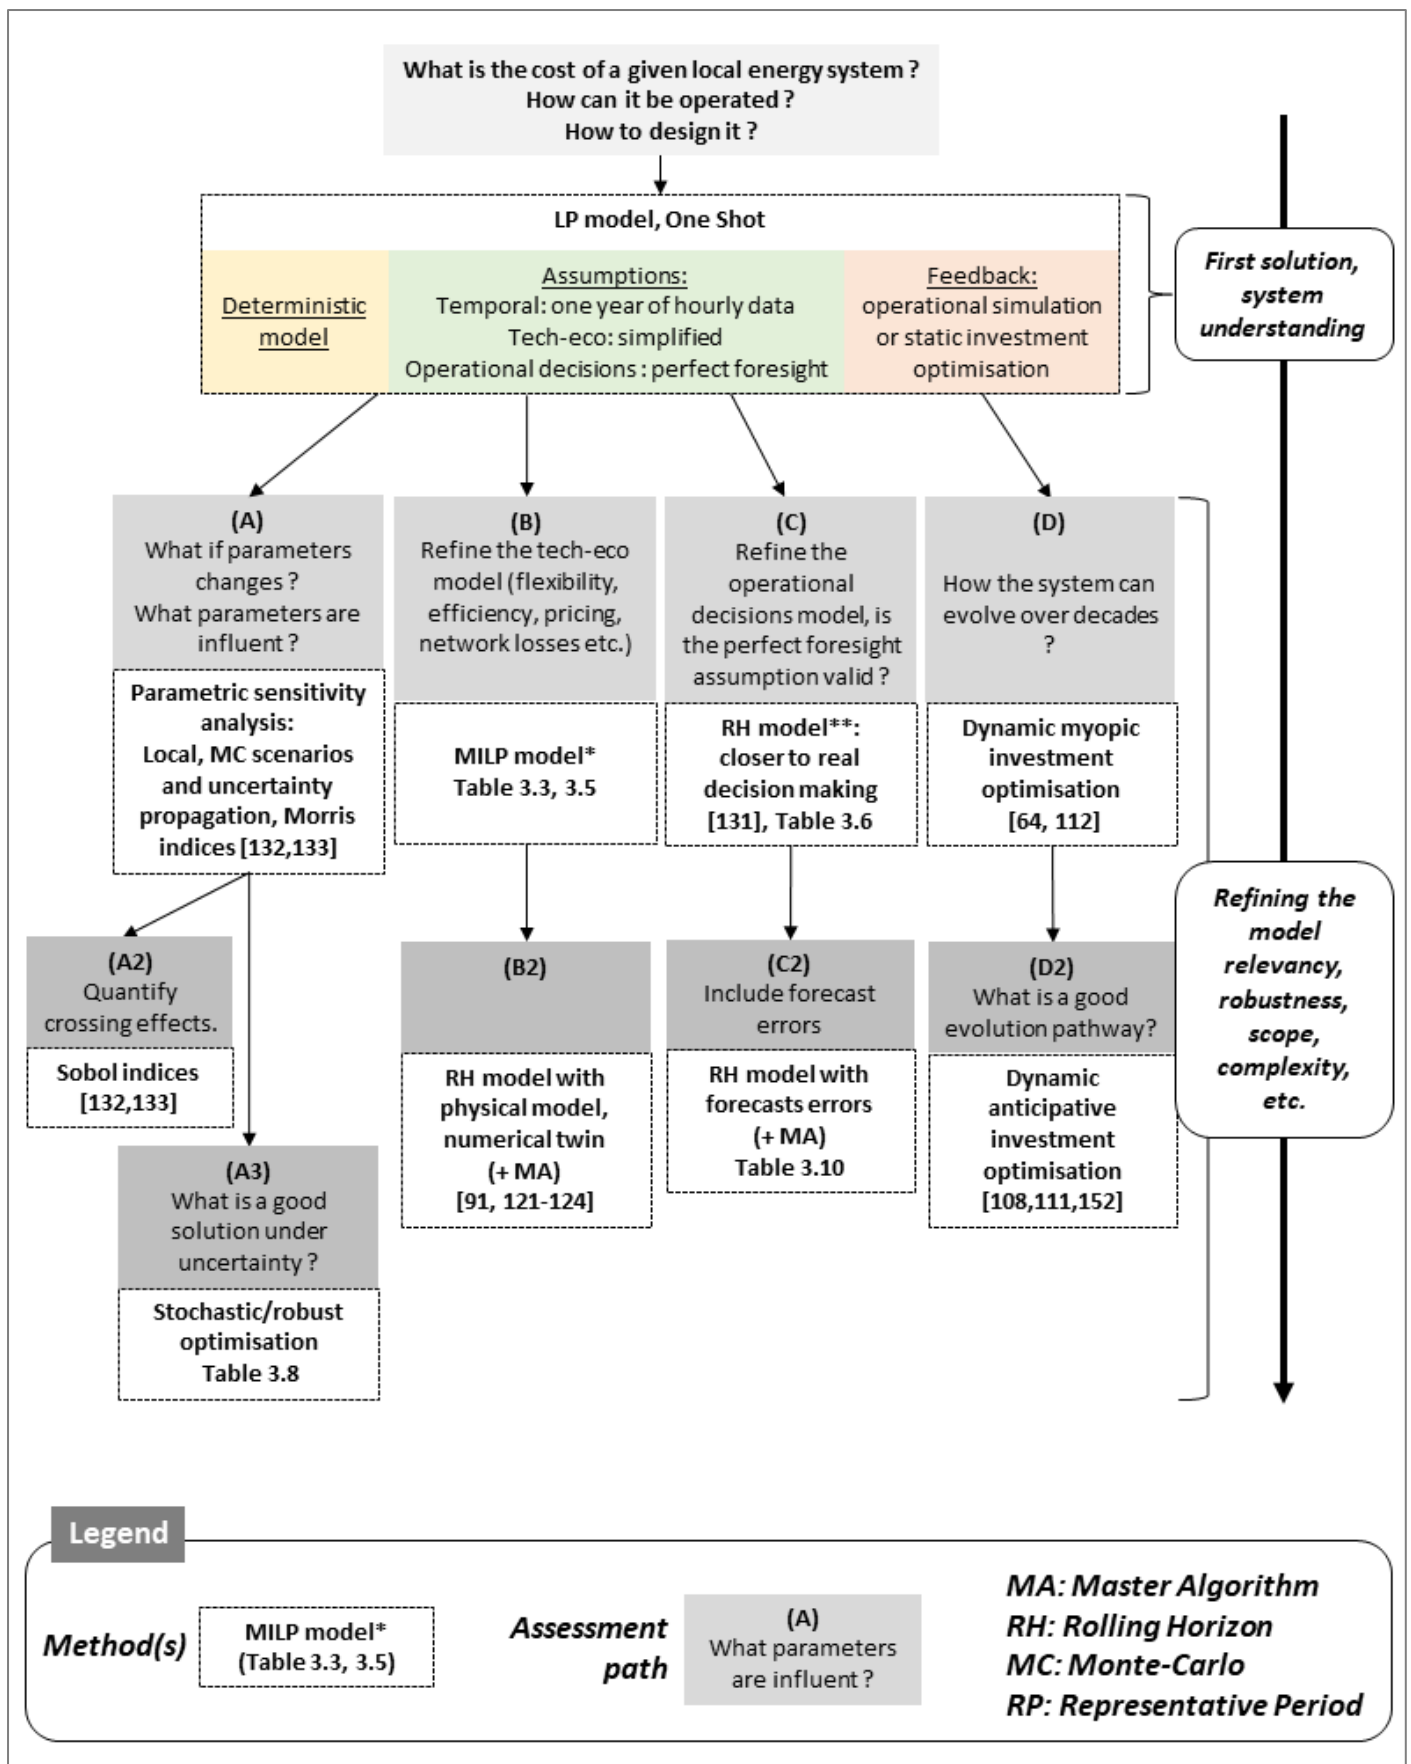 What is the cost of a given local energy system ?
How can it be operated ?
How to design it ?
LP model, One Shot
Deterministic
model
Assumptions:
Temporal: one year of hourly data
Tech-eco: simplified
Operational decisions : perfect foresight
Feedback:
operational simulation
or static investment
optimisation
First solution,
system
understanding
(A)
What if parameters
changes ?
What parameters are
influent ?
Parametric sensitivity
analysis:
Local, MC scenarios
and uncertainty
propagation, Morris
indices [132,133]
(B)
Refine the tech-eco
model (flexibility,
efficiency, pricing,
network losses etc.)
MILP model*
Table 3.3, 3.5
(C)
Refine the
operational
decisions model, is
the perfect foresight
assumption valid ?
RH model**:
closer to real
decision making
[131], Table 3.6
(D)
How the system can
evolve over decades
?
Dynamic myopic
investment
optimisation
[64, 112]
Refining the
model
relevancy,
robustness,
scope,
complexity,
etc.
(A2)
Quantify
crossing effects.
Sobol indices
[132,133]
(A3)
What is a good
solution under
uncertainty ?
Stochastic/robust
optimisation
Table 3.8
(B2)
RH model with
physical model,
numerical twin
(+ MA)
[91, 121-124]
(C2)
Include forecast
errors
RH model with
forecasts errors
(+ MA)
Table 3.10
(D2)
What is a good
evolution pathway?
Dynamic
anticipative
investment
optimisation
[108,111,152]
Legend
Method(s)
MILP model*
(Table 3.3, 3.5)
Assessment
path
(A)
What parameters
are influent ?
MA: Master Algorithm
RH: Rolling Horizon
MC: Monte-Carlo
RP: Representative Period